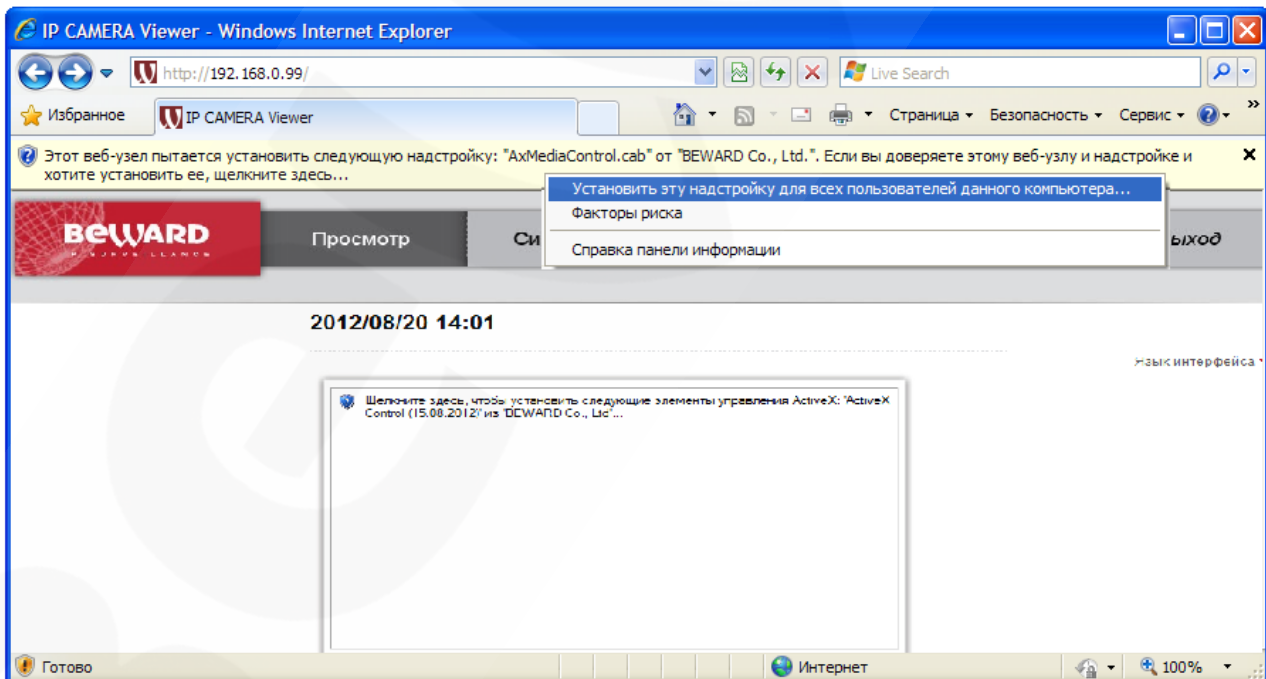 IP CAMERA Viewer - Windows Internet Explorer
http://192.168.0.99/
Live Search
Избранное
IP CAMERA Viewer
Страница
Безопасность
Сервис
Этот веб-узел пытается установить следующую надстройку: "AxMediaControl.cab" от "BEWARD Co., Ltd.". Если вы доверяете этому веб-узлу и надстройке и
хотите установить ее, щелкните здесь...
Установить эту надстройку для всех пользователей данного компьютера...
Факторы риска
Справка панели информации
BEWARD
Просмотр
Си
ыход
2012/08/20 14:01
Язык интерфейса
Щелкните здесь, чтобы установить следующие элементы управления ActiveX: 'ActiveX
Control (15.08.2012)' из 'BEWARD Co., Ltd'...
Готово
Интернет
100%